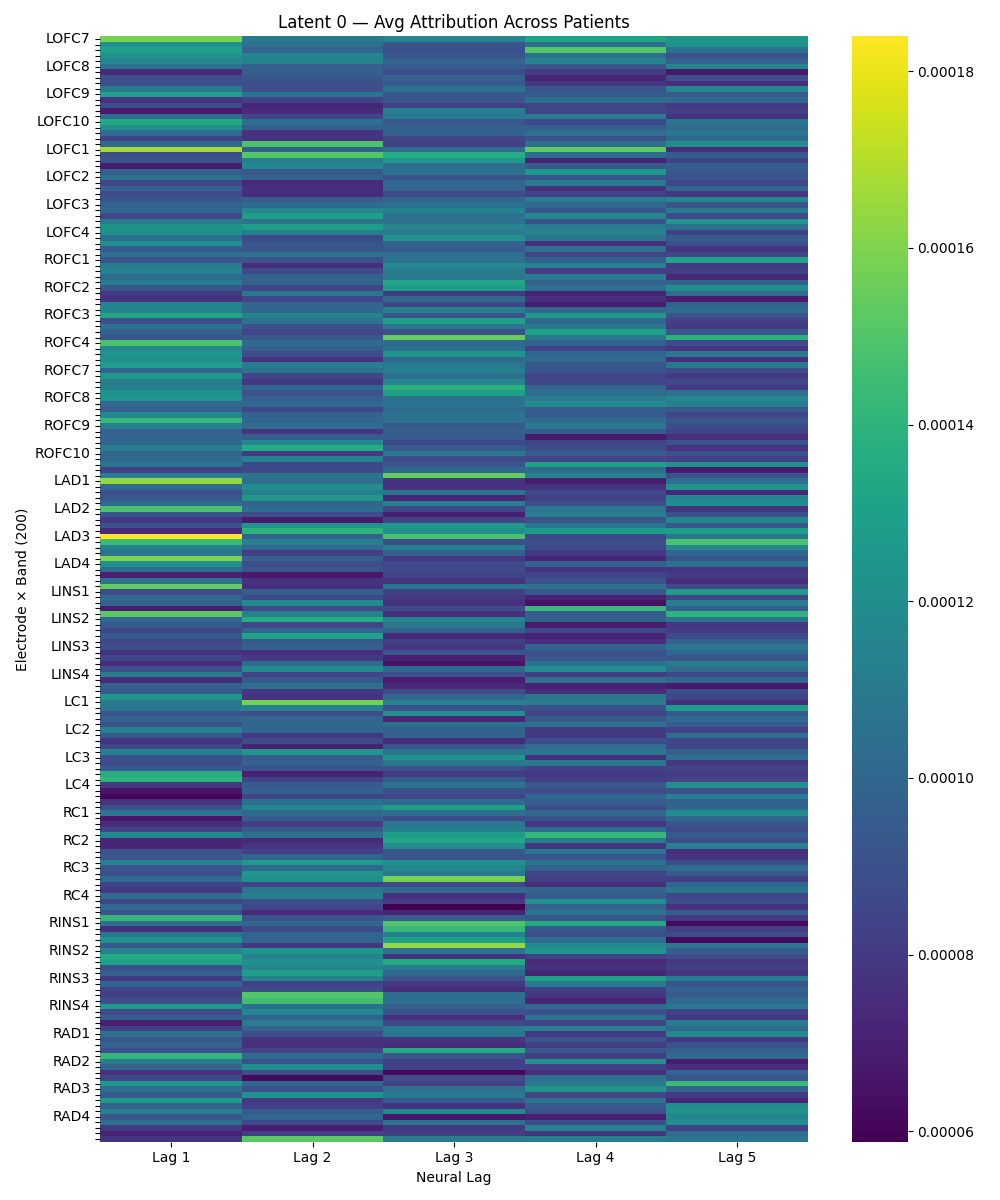 Latent 0 — Avg Attribution Across Patients
Electrode × Band (200)
LOFC7
LOFC8
LOFC9
LOFC10
LOFC1
LOFC2
LOFC3
LOFC4
ROFC1
ROFC2
ROFC3
ROFC4
ROFC7
ROFC8
ROFC9
ROFC10
LAD1
LAD2
LAD3
LAD4
LINS1
LINS2
LINS3
LINS4
LC1
LC2
LC3
LC4
RC1
RC2
RC3
RC4
RINS1
RINS2
RINS3
RINS4
RAD1
RAD2
RAD3
RAD4
Lag 1 Lag 2 Lag 3 Lag 4 Lag 5
Neural Lag
0.00018
0.00016
0.00014
0.00012
0.00010
0.00008
0.00006